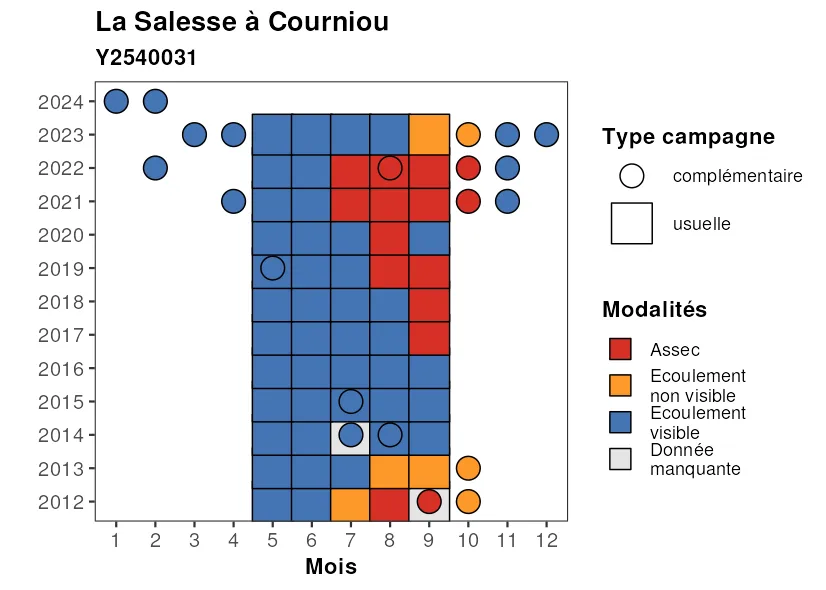 La Salesse à Courniou
Y2540031
2024
2023
2022
2021
2020
2019
2018
2017
2016
2015
2014
2013
2012
1 2 3 4 5 6 7 8 9 10 11 12
Mois
Type campagne
complémentaire
usuelle
Modalités
Assec
Ecoulement
non visible
Ecoulement
visible
Donnée
manquante